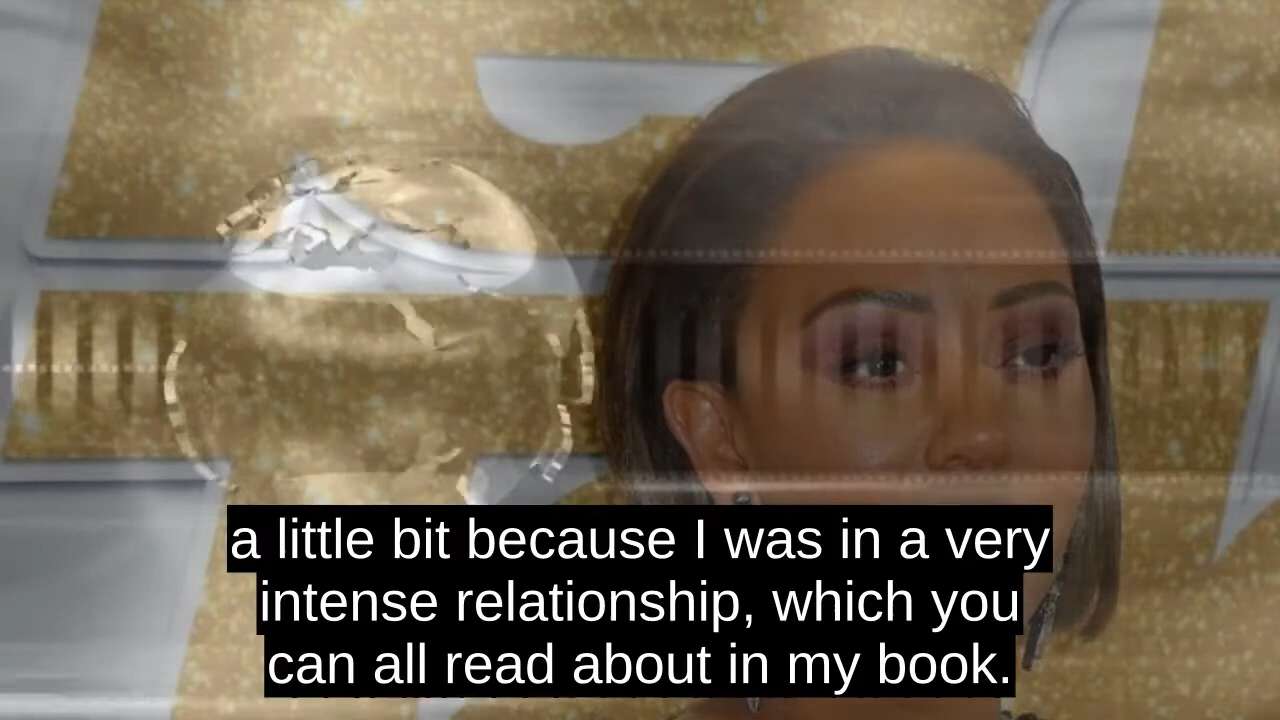 a little bit because I was in a very
intense relationship, which you
can all read about in my book.